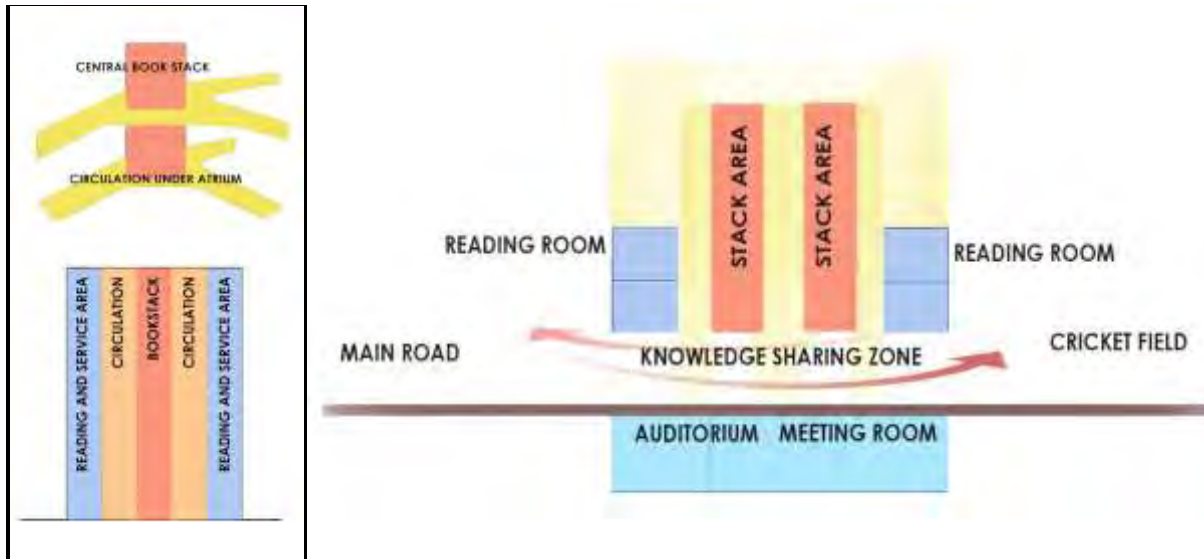 CENTRAL BOOK STACK
CIRCULATION UNDER ATRIUM
READING AND SERVICE AREA
CIRCULATION
BOOKSTACK
CIRCULATION
READING AND SERVICE AREA
STACK AREA
STACK AREA
READING ROOM
READING ROOM
MAIN ROAD
KNOWLEDGE SHARING ZONE
CRICKET FIELD
AUDITORIUM
MEETING ROOM